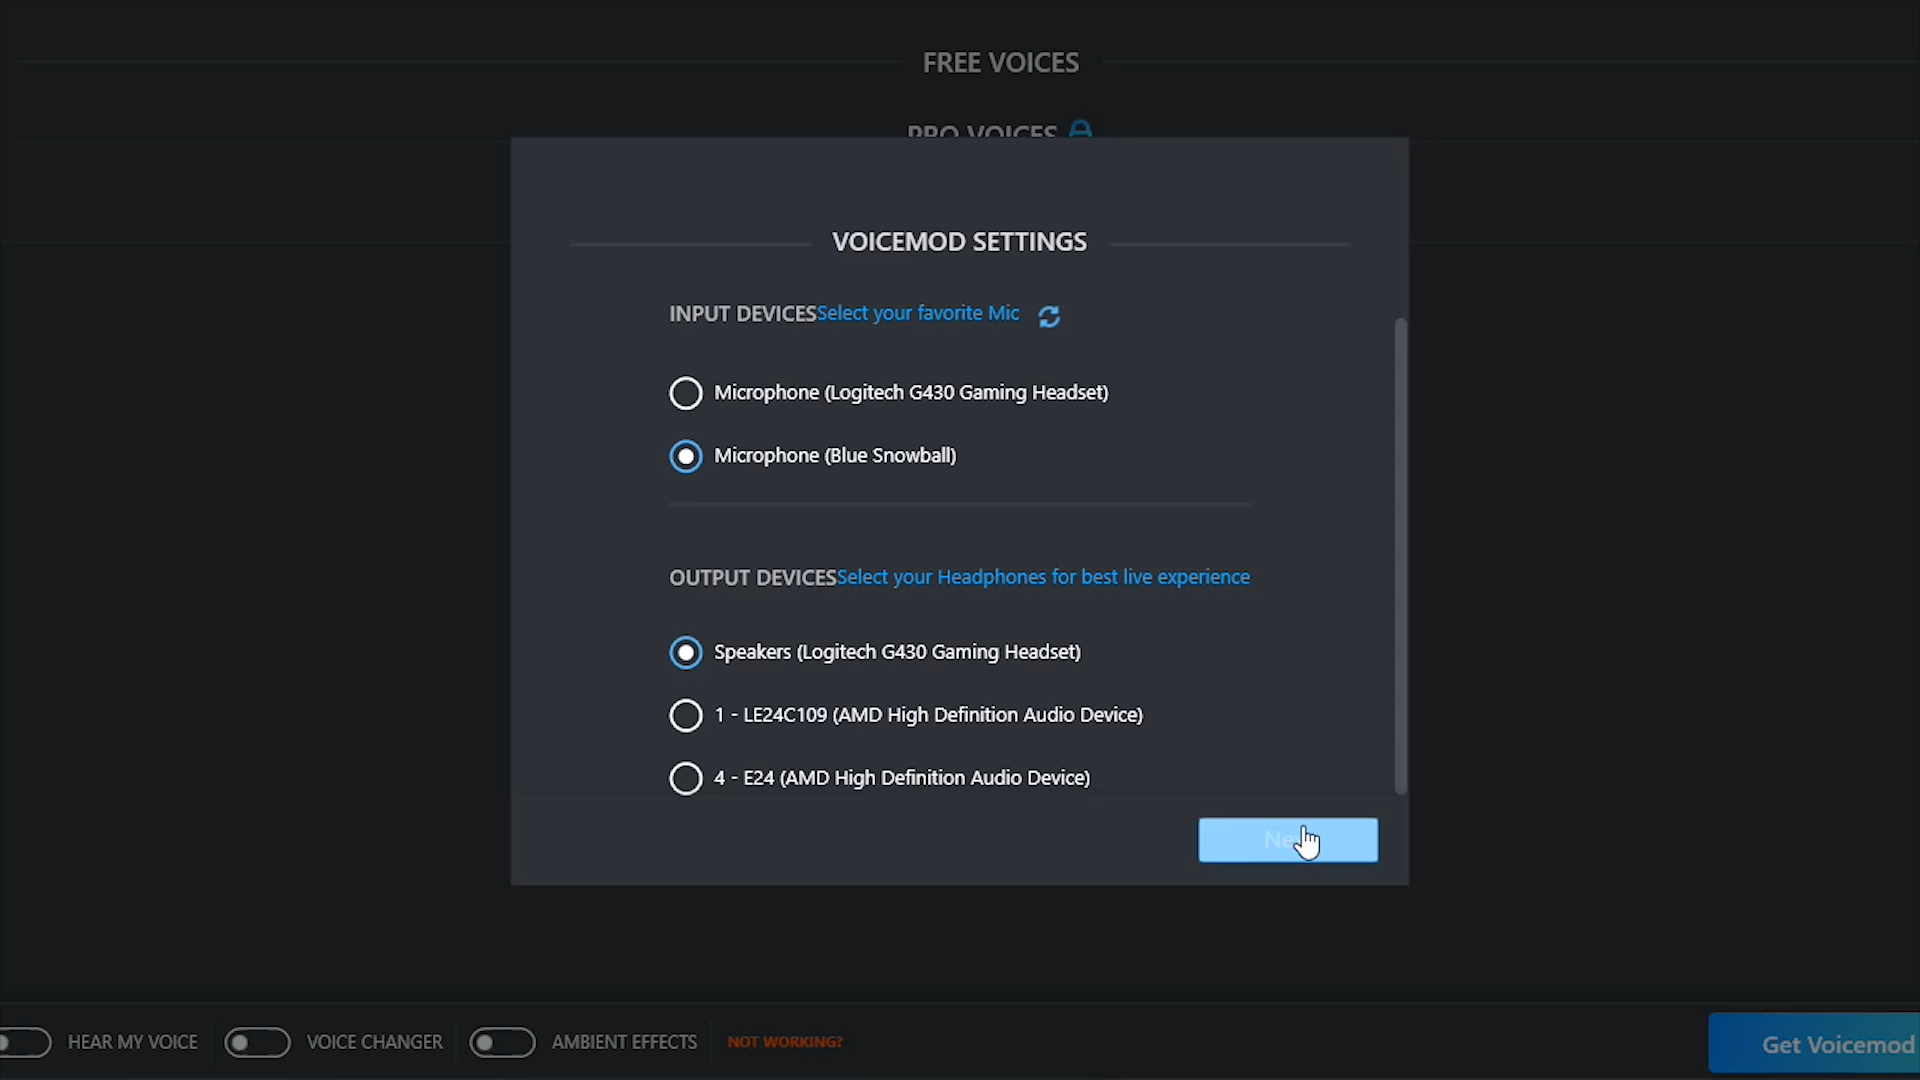 FREE VOICES
PRO VOICES
VOICEMOD SETTINGS
INPUT DEVICESSelect your favorite Mic
Microphone (Logitech G430 Gaming Headset)
Microphone (Blue Snowball)
OUTPUT DEVICESSelect your Headphones for best live experience
Speakers (Logitech G430 Gaming Headset)
1 - LE24C109 (AMD High Definition Audio Device)
4 - E24 (AMD High Definition Audio Device)
HEAR MY VOICE VOICE CHANGER AMBIENT EFFECTS NOT WORKING? Get Voicemod